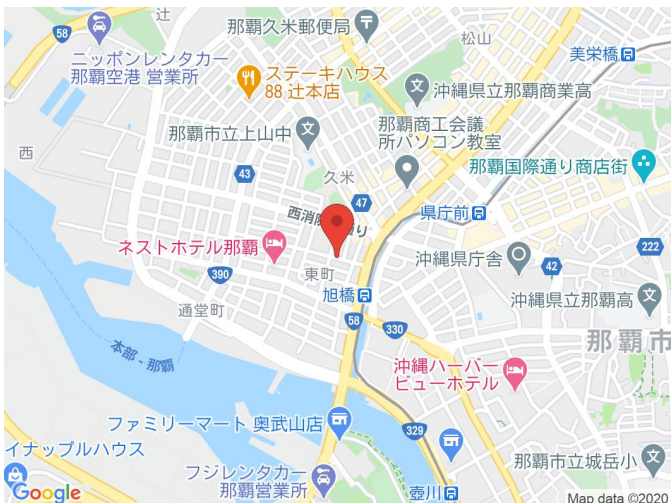 辻
那覇久米郵便局
松山
美栄橋
58
ニッポンレンタカー
那覇空港 営業所
ステーキハウス
88 辻本店
沖縄県立那覇商業高
那覇市立上山中
那覇商工会議
所パソコン教室
西
久米
那覇国際通り商店街
43
47
県庁前
ネストホテル那覇
沖縄県庁舎
222
42
390
東町
旭橋
沖縄県立那覇高
通堂町
58
330
那覇市
本部 - 那覇
沖縄ハーバー
ビューホテル
ファミリーマート 奥武山店
329
イナップルハウス
那覇市立城岳小
フジレンタカー
那覇営業所
壺川
Google
Map data ©2020